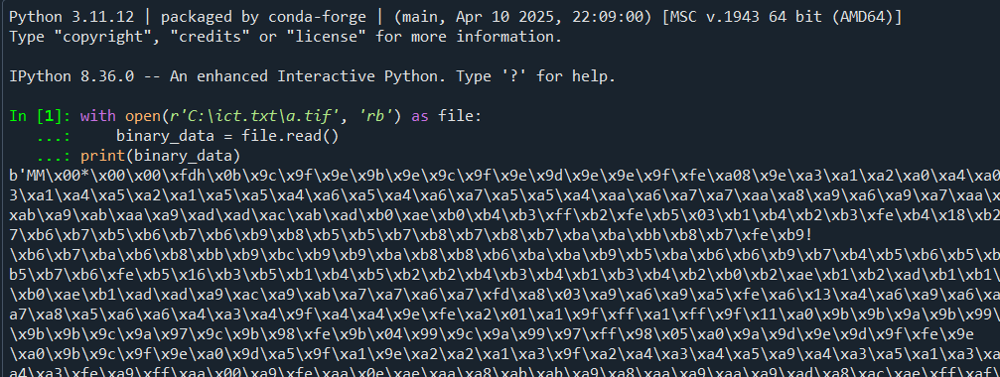 Python 3.11.12 | packaged by conda-forge | (main, Apr 10 2025, 22:09:00) [MSC v.1943 64 bit (AMD64)]
Type "copyright", "credits" or "license" for more information.
IPython 8.36.0 -- An enhanced Interactive Python. Type '?' for help.
In [1]: with open(r'C:\ict.txt\a.tif', 'rb') as file:
   ...:     binary_data = file.read()
   ...: print(binary_data)
b'MM\x00*\x00\x00\xfdh\x0b\x9c\x9f\x9e\x9b\x9e\x9c\x9f\x9e\x9d\x9e\x9e\x9f\xfe\xa08\x9e\xa3\xa1\xa2\xa0\xa4\xa0
3\xa1\xa4\xa5\xa2\xa1\xa5\xa5\xa4\xa6\xa5\xa4\xa6\xa7\xa5\xa5\xa4\xaa\xa6\xa7\xa7\xaa\xa8\xa9\xa6\xa9\xa7\xaa\x
xab\xa9\xab\xaa\xa9\xad\xad\xac\xab\xad\xb0\xae\xb0\xb4\xb3\xff\xb2\xfe\xb5\x03\xb1\xb4\xb2\xb3\xfe\xb4\x18\xb2
7\xb6\xb7\xb5\xb6\xb7\xb6\xb9\xb8\xb5\xb5\xb7\xb8\xb7\xb8\xb7\xba\xba\xbb\xb8\xb7\xfe\xb9!
\xb6\xb7\xba\xb6\xb8\xbb\xb9\xbc\xb9\xb9\xba\xb8\xb8\xb6\xba\xba\xb9\xb5\xba\xb6\xb6\xb9\xb7\xb4\xb5\xb6\xb5\xb
b5\xb7\xb6\xfe\xb5\x16\xb3\xb5\xb1\xb4\xb5\xb2\xb2\xb4\xb3\xb4\xb1\xb3\xb4\xb2\xb0\xb2\xae\xb1\xb2\xad\xb1\xb1\
\xb0\xae\xb1\xad\xad\xa9\xac\xa9\xab\xa7\xa7\xa6\xa7\xfd\xa8\x03\xa9\xa6\xa9\xa5\xfe\xa6\x13\xa4\xa6\xa9\xa6\xa
a7\xa8\xa5\xa6\xa6\xa4\xa3\xa4\x9f\xa4\xa4\x9e\xfe\xa2\x01\xa1\x9f\xff\xa1\xff\x9f\x11\xa0\x9b\x9b\x9a\x9b\x99\
\x9b\x9b\x9c\x9a\x97\x9c\x9b\x98\xfe\x9b\x04\x99\x9c\x9a\x99\x97\xff\x98\x05\xa0\x9a\x9d\x9e\x9d\x9f\xfe\x9e
\xa0\x9b\x9c\x9f\x9e\xa0\x9d\xa5\x9f\xa1\x9e\xa2\xa2\xa1\xa3\x9f\xa2\xa4\xa3\xa4\xa5\xa9\xa4\xa3\xa5\xa1\xa3\xa
a4\xa3\xfe\xa9\xff\xaa\x00\xa9\xfe\xaa\x0e\xae\xaa\xa8\xab\xab\xa9\xa8\xaa\xa9\xaa\xa9\xad\xa8\xac\xae\xff\xaf\